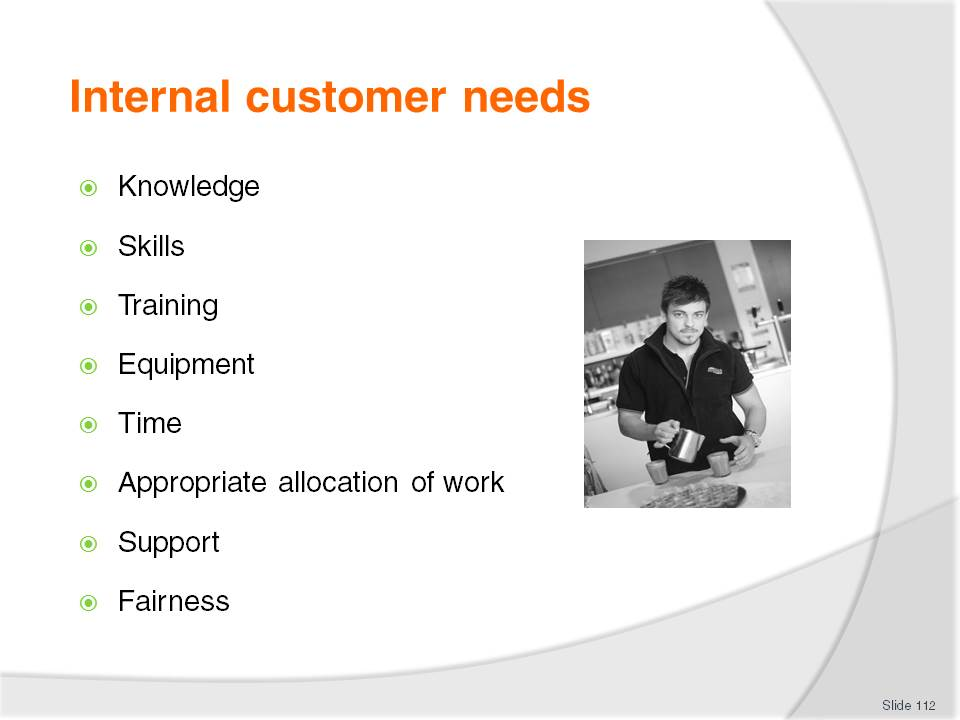 Internal customer needs
Knowledge
Skills
Training
Equipment
Time
Appropriate allocation of work
Support
Fairness
Slide 112